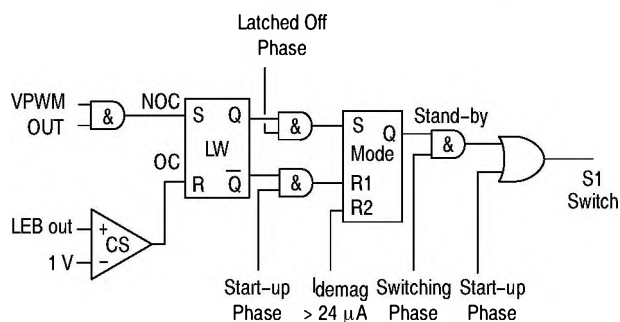 Latched Off
Phase
VPWM
OUT
&
NOC
S
Q
LW
OC
R
Q
&
&
S
Q
Mode
R1
R2
Stand-by
&
S1
Switch
LEB out
+
CS
1 V
-
Start-up
Phase
Idemag
> 24 μA
Switching
Phase
Start-up
Phase